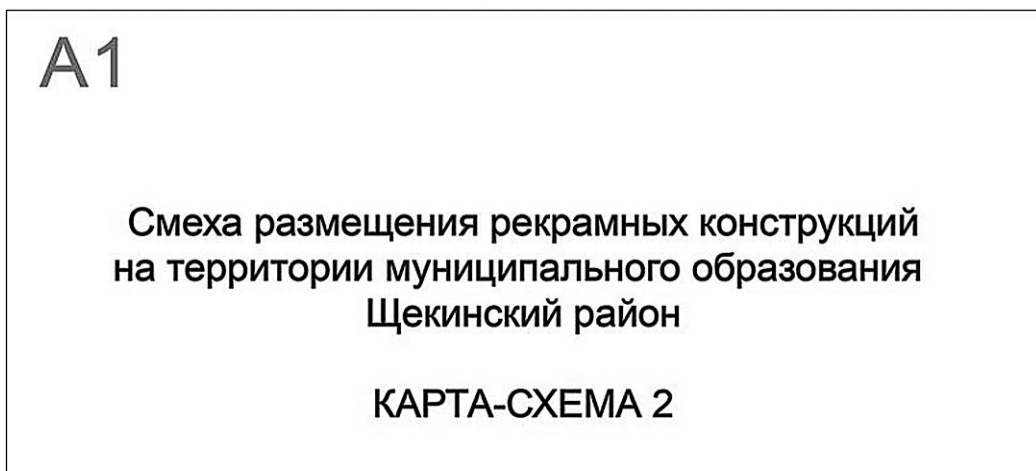 А1
Смеха размещения рекрамных конструкций
на территории муниципального образования
Щекинский район
КАРТА-СХЕМА 2